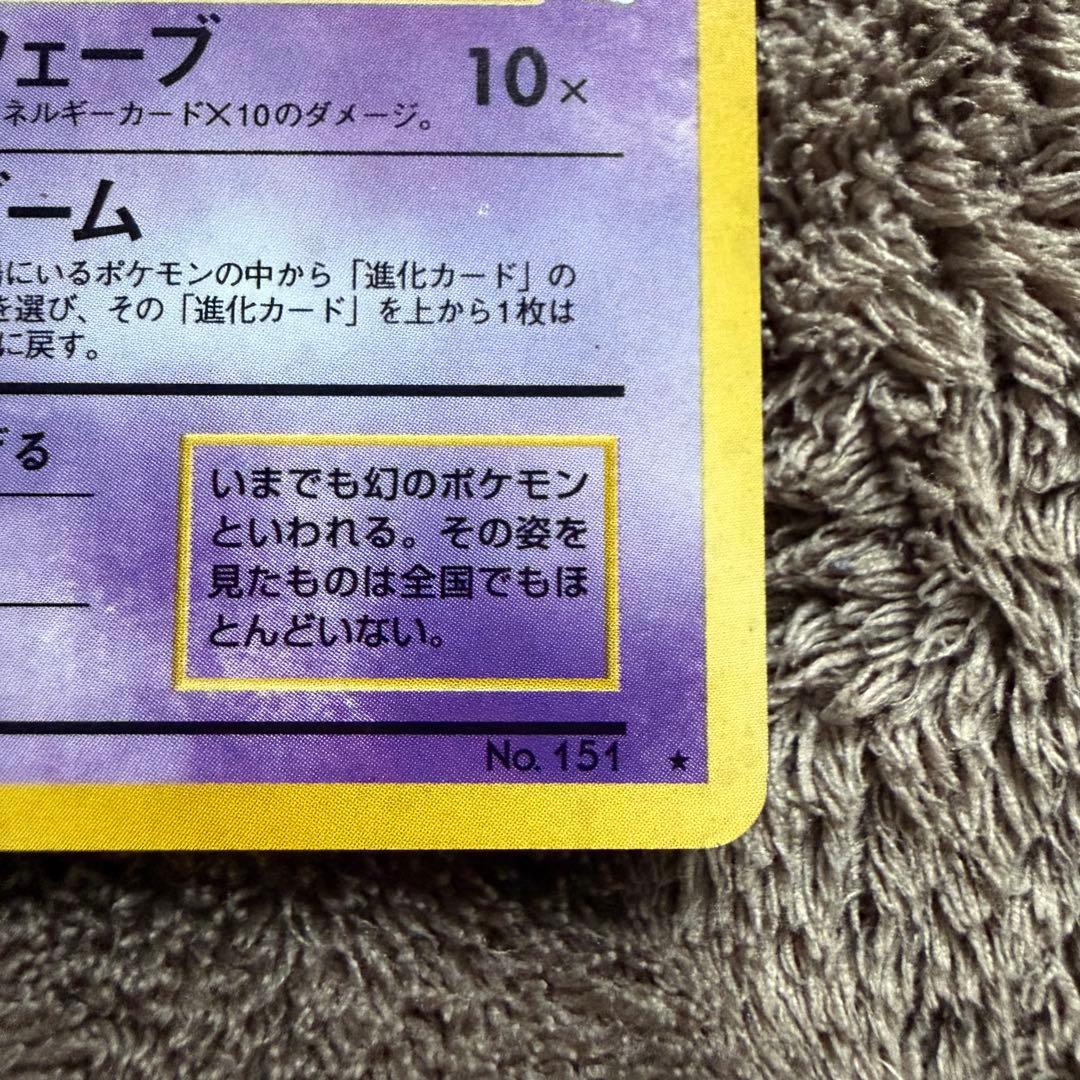 ウェーブ 10×
ネルギーカード×10のダメージ。
ビーム
にいるポケモンの中から「進化カード」の
を選び、その「進化カード」を上から1枚は
に戻す。
げる
いまでも幻のポケモン
といわれる。その姿を
見たものは全国でもほ
とんどいない。
No. 151 ★